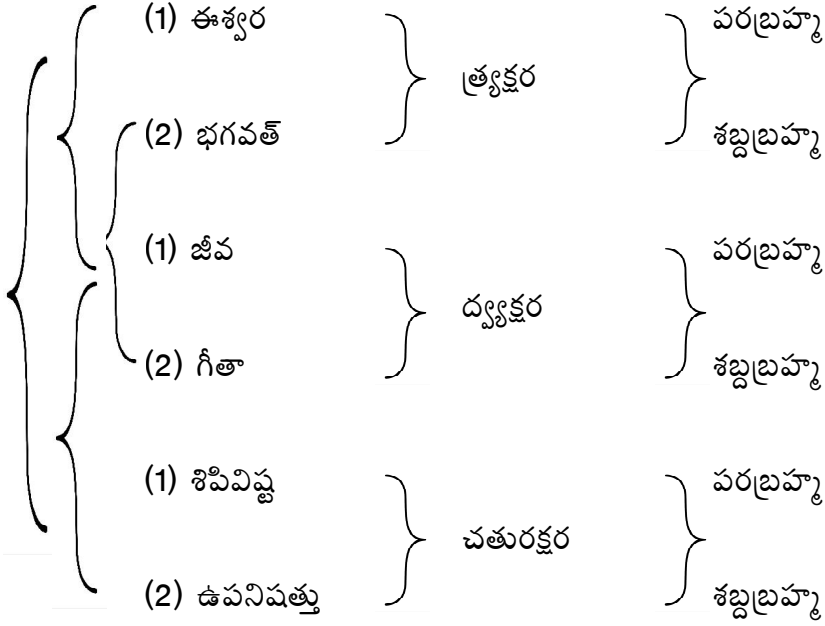 (1) ఈశ్వర పరబ్రహ్మ
త్ర్యక్షర
(2) భగవత్ శబ్దబ్రహ్మ
(1) జీవ పరబ్రహ్మ
ద్వ్యక్షర
(2) గీతా శబ్దబ్రహ్మ
(1) శిపివిష్ట పరబ్రహ్మ
చతురక్షర
(2) ఉపనిషత్తు శబ్దబ్రహ్మ